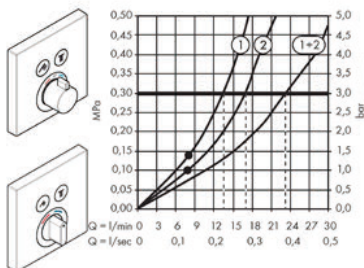 0,50 5,0
0,45 4,5
0,40 4,0
0,35 3,5
0,30 3,0
0,25 2,5
0,20 2,0
0,15 1,5
0,10 1,0
0,05 0,5
0,00 0,0
MPa
bar
1 2 1+2
Q = l/min 0 3 6 9 12 15 18 21 24 27 30
Q = l/sec 0 0,1 0,2 0,3 0,4 0,5